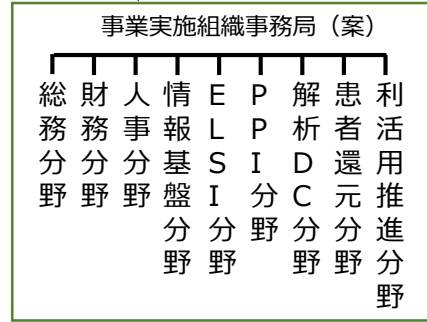 事業実施組織事務局（案）
総務分野
財務分野
人事分野
情報基盤分野
ELSI分野
PPI分野
解析DC分野
患者還元分野
利活用推進分野